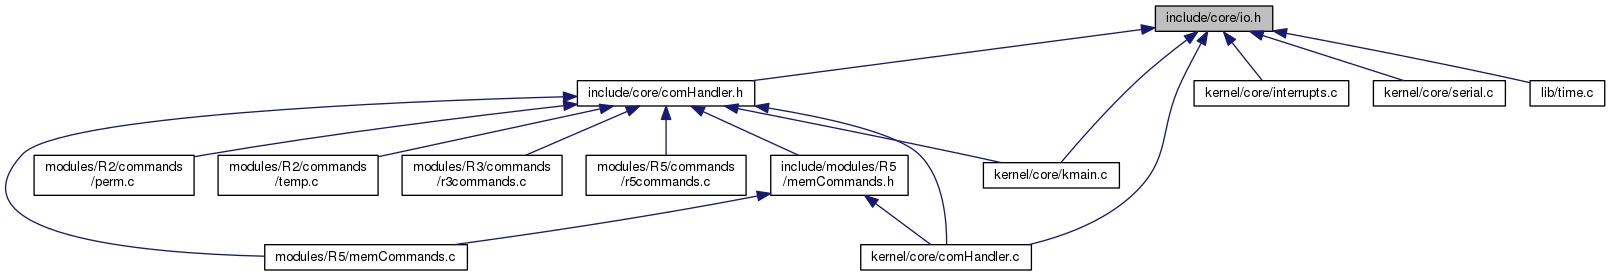 include/core/io.h
include/core/comHandler.h
kernel/core/interrupts.c
kernel/core/serial.c
lib/time.c
modules/R2/commands
/perm.c
modules/R2/commands
/temp.c
modules/R3/commands
/r3commands.c
modules/R5/commands
/r5commands.c
include/modules/R5
/memCommands.h
kernel/core/kmain.c
modules/R5/memCommands.c
kernel/core/comHandler.c